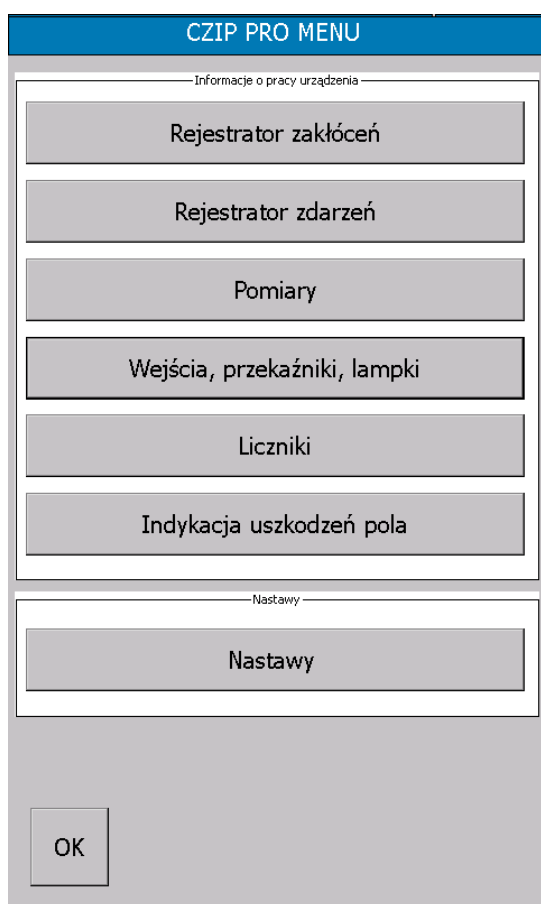 CZIP PRO MENU
Informacje o pracy urządzenia
Rejestrator zakłóceń
Rejestrator zdarzeń
Pomiary
Wejścia, przekaźniki, lampki
Liczniki
Indykacja uszkodzeń pola
Nastawy
Nastawy
OK